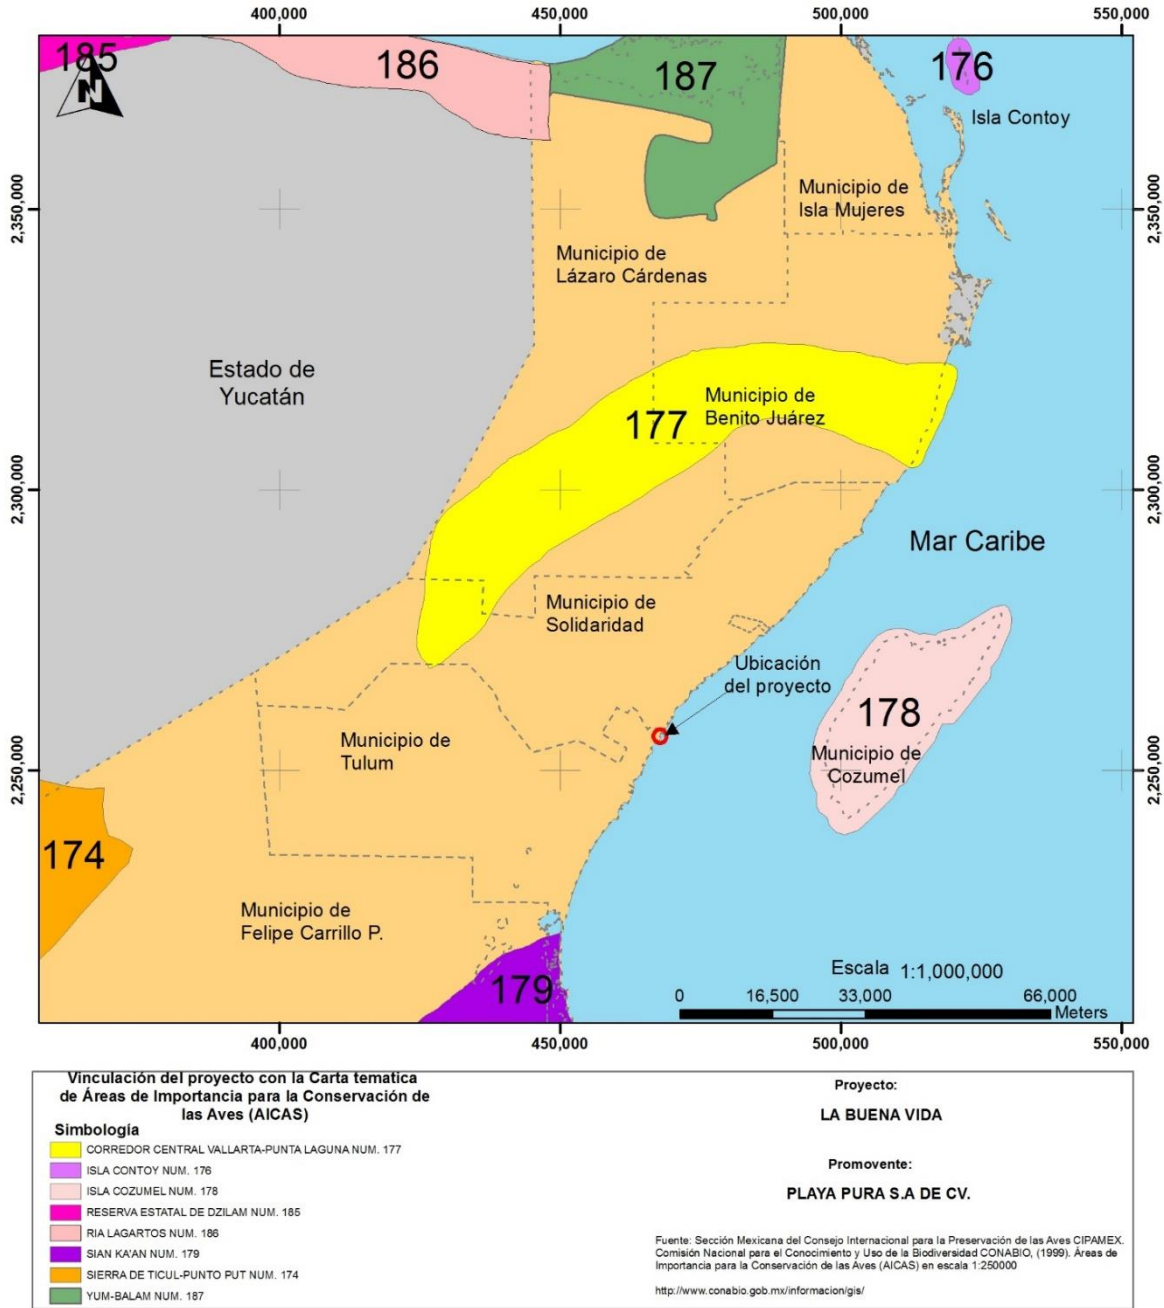 400,000
450,000
500,000
550,000
185
186
187
176
N
Isla Contoy
2,350,000
2,350,000
Municipio de
Isla Mujeres
Municipio de
Lázaro Cárdenas
Estado de
Yucatán
Municipio de
Benito Juárez
177
2,300,000
2,300,000
Mar Caribe
Municipio de
Solidaridad
Ubicación
del proyecto
178
Municipio de
Cozumel
Municipio de
Tulum
2,250,000
2,250,000
174
Municipio de
Felipe Carrillo P.
179
Escala 1:1,000,000
0 16,500 33,000 66,000
Meters
400,000
450,000
500,000
550,000
Vinculación del proyecto con la Carta tematica
de Áreas de Importancia para la Conservación de
las Aves (AICAS)
Simbología
CORREDOR CENTRAL VALLARTA-PUNTA LAGUNA NUM. 177
ISLA CONTOY NUM. 176
ISLA COZUMEL NUM. 178
RESERVA ESTATAL DE DZILAM NUM. 185
RIA LAGARTOS NUM. 186
SIAN KA'AN NUM. 179
SIERRA DE TICUL-PUNTO PUT NUM. 174
YUM-BALAM NUM. 187
Proyecto:
LA BUENA VIDA
Promovente:
PLAYA PURA S.A DE CV.
Fuente: Sección Mexicana del Consejo Internacional para la Preservación de las Aves CIPAMEX.
Comisión Nacional para el Conocimiento y Uso de la Biodiversidad CONABIO, (1999). Áreas de
Importancia para la Conservación de las Aves (AICAS) en escala 1:250000
http://www.conabio.gob.mx/informacion/gis/